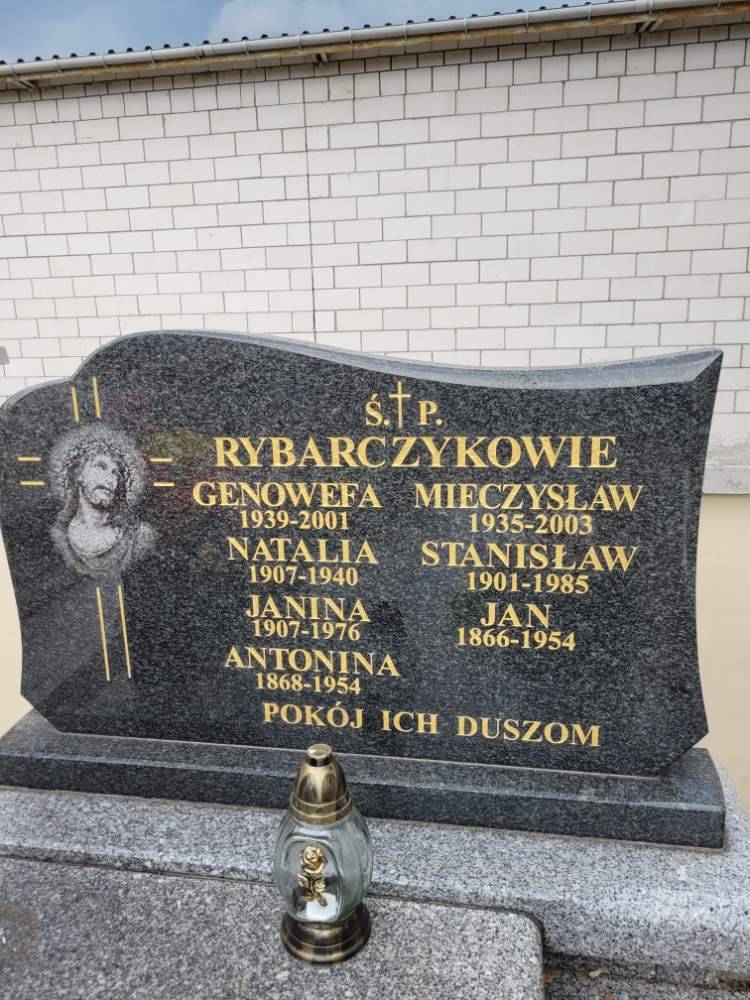 Ś.†P.
RYBARCZYKOWIE
GENOWEFA MIECZYSŁAW
1939-2001 1935-2003
NATALIA STANISŁAW
1907-1940 1901-1985
JANINA JAN
1907-1976 1866-1954
ANTONINA
1868-1954
POKÓJ ICH DUSZOM